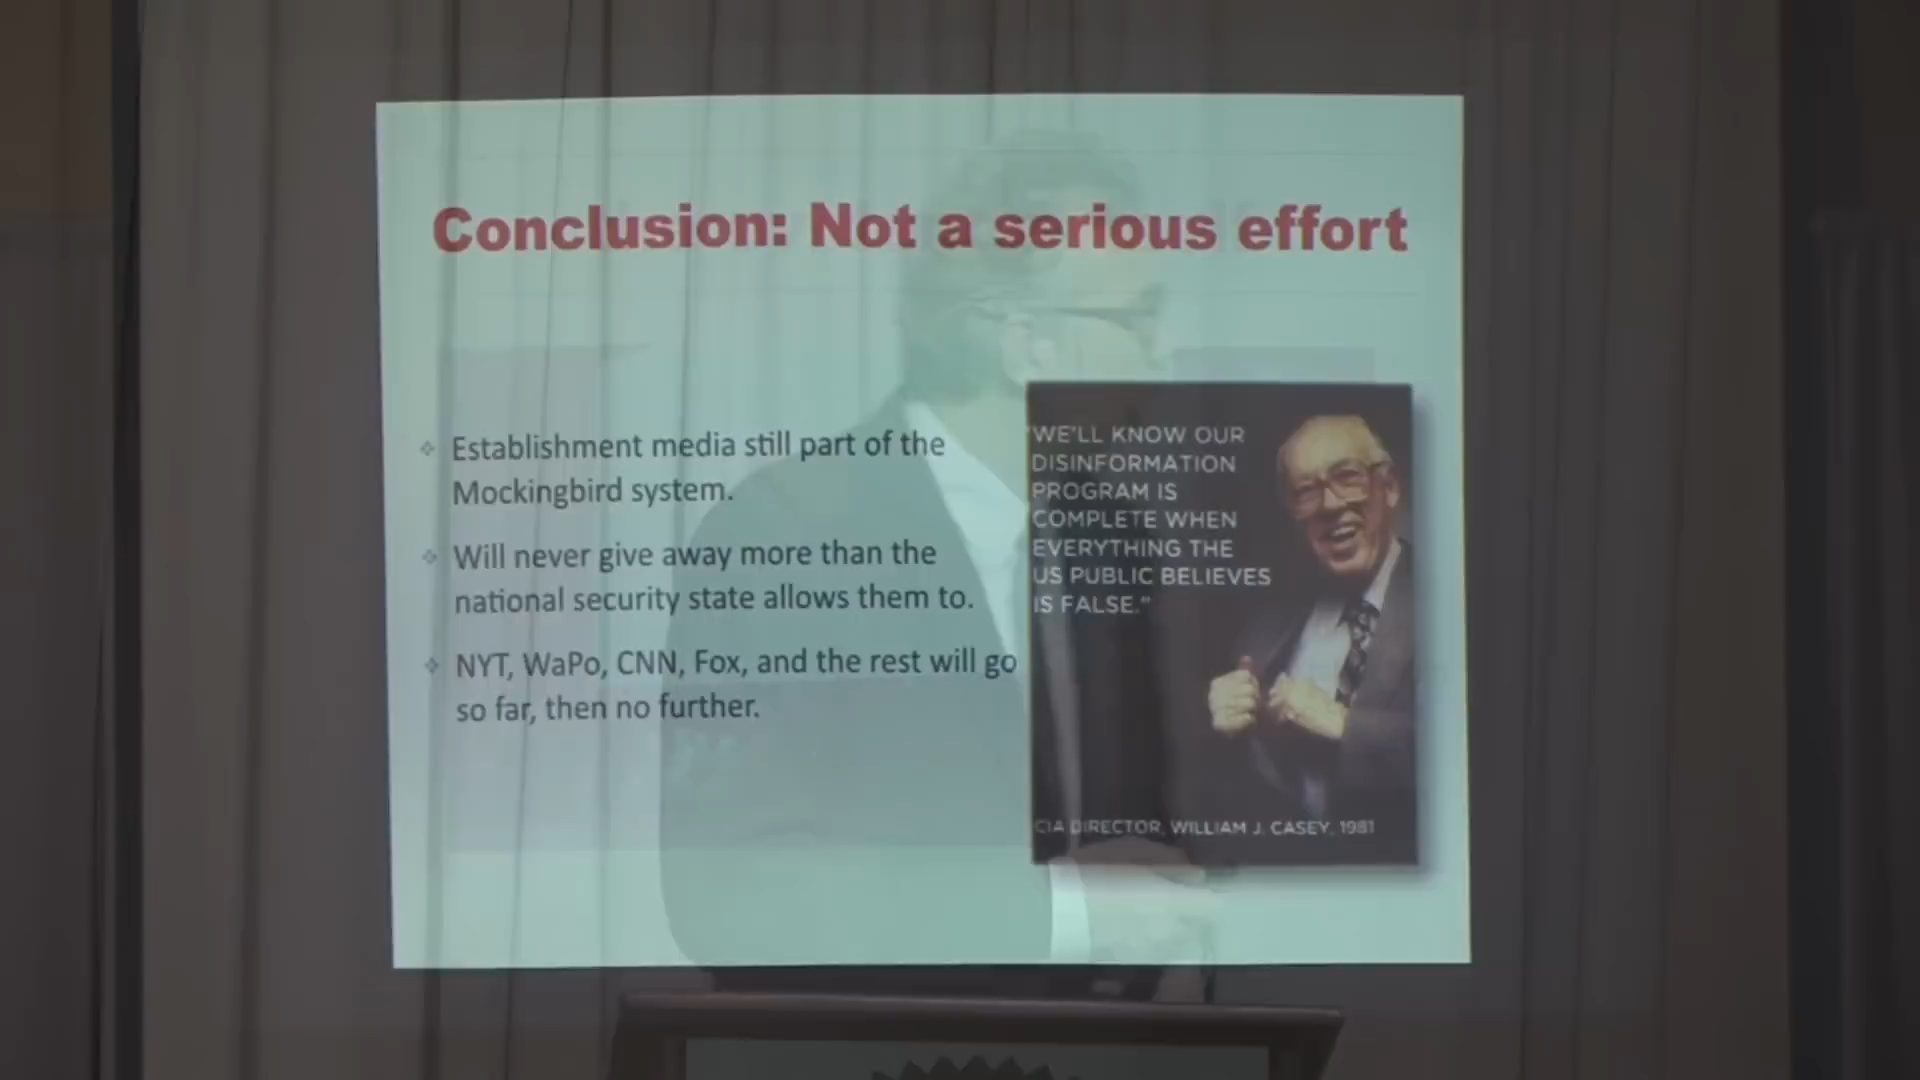 Conclusion: Not a serious effort
Establishment media still part of the
Mockingbird system.
Will never give away more than the
national security state allows them to.
NYT, WaPo, CNN, Fox, and the rest will go
so far, then no further.
"WE'LL KNOW OUR
DISINFORMATION
PROGRAM IS
COMPLETE WHEN
EVERYTHING THE
US PUBLIC BELIEVES
IS FALSE."
CIA DIRECTOR, WILLIAM J. CASEY, 1981